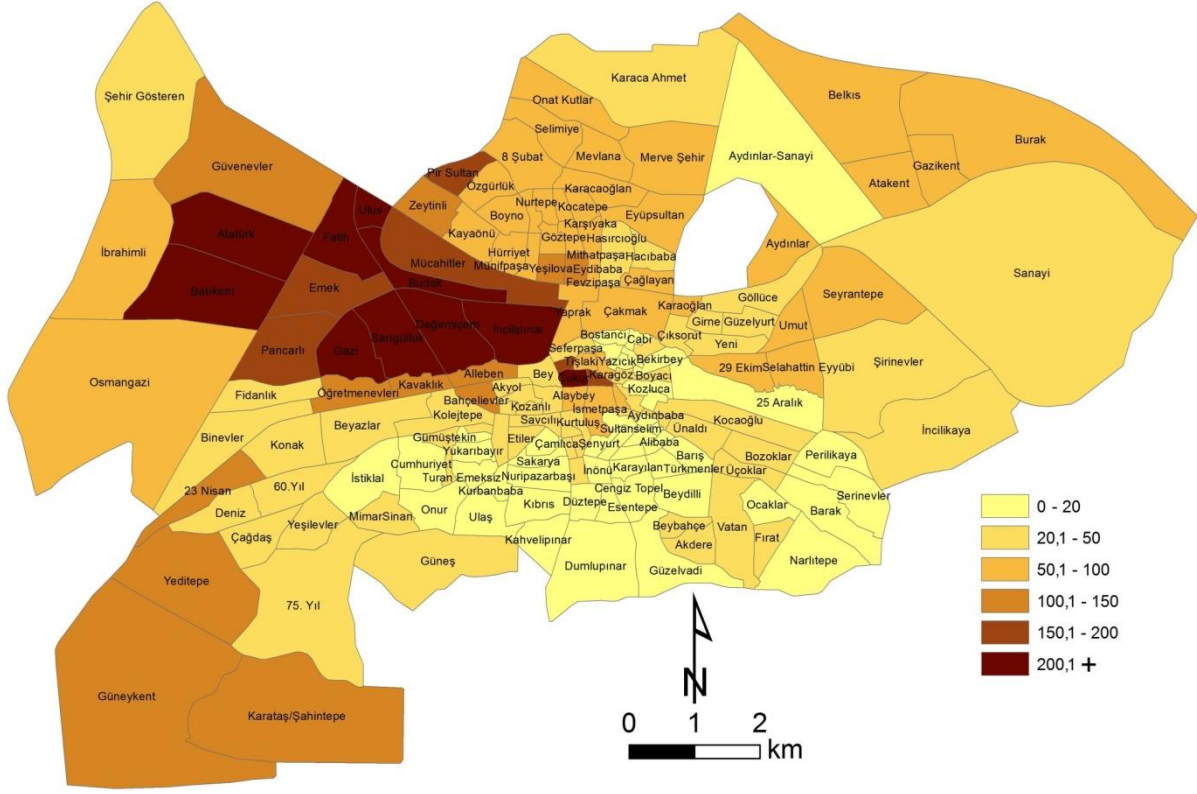 Karaca Ahmet
Şehir Gösteren
Belkıs
Onat Kutlar
Selimiye
Burak
8 Şubat
Mevlana
Merve Şehir
Aydınlar-Sanayi
Gazikent
Güvenevler
Pir Sultan
Atakent
Özgürlük
Karacaoğlan
Zeytinli
Nurtepe
Kocatepe
Ulus
Boyno
Eyüpsultan
Karşıyaka
Atatürk
Fatih
Kayaönü
Göztepe
Hasırcıoğlu
Aydınlar
İbrahimli
Hürriyet
Mithatpaşa
Hacıbaba
Mücahitler
Münifpaşa
Yeşilova
Eydibaba
Sanayi
Batıkent
Emek
Budak
Fevzipaşa
Çağlayan
Göllüce
Seyrantepe
Yaprak
Çakmak
Karaoğlan
Girne
Güzelyurt
Umut
Değirmiçem
İncilipınar
Bostancı
Çabı
Çıksorut
Sarıgüllük
Yeni
Pancarlı
Gazi
Seferpaşa
Tışlaki
Yazıcık
Bekirbey
29 Ekim
Selahattin Eyyübi
Şirinevler
Alleben
Bey
Karagöz
Boyacı
Osmangazi
Kavaklık
Öğretmenevleri
Akyol
Kozluca
Fidanlık
Bahçelievler
Alaybey
25 Aralık
Kozanlı
İsmetpaşa
Kolejtepe
Aydınbaba
Kocaoğlu
Beyazlar
Savcılı
Kurtuluş
Sultanselim
Ünaldı
İncilikaya
Binevler
Konak
Gümüştekin
Etiler
Çamlıca
Şenyurt
Alibaba
Yukarıbayır
Barış
Bozoklar
Perilikaya
Cumhuriyet
Sakarya
İnönü
Karayılan
Türkmenler
Üçoklar
İstiklal
Turan
Emeksiz
Nuripazarbaşı
23 Nisan
60.Yıl
Kurbanbaba
Cengiz Topel
Beydilli
Serinevler
Onur
Kıbrıs
Düztepe
Esentepe
Ocaklar
Barak
Deniz
MimarSinan
Ulaş
Yeşilevler
Beybahçe
Vatan
Çağdaş
Kahvelipınar
Fırat
Güneş
Akdere
Narlıtepe
Yeditepe
Dumlupınar
Güzelvadi
75. Yıl
Güneykent
Karataş/Şahintepe
0 - 20
20,1 - 50
50,1 - 100
100,1 - 150
150,1 - 200
200,1 +
N
0 1 2
km